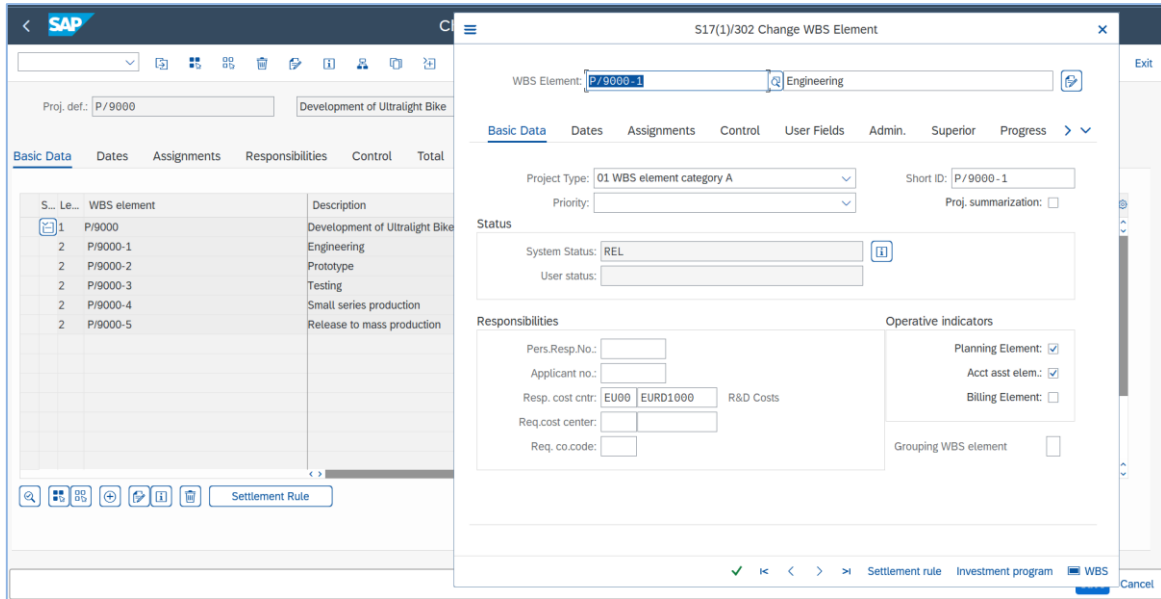 SAP
Ch
Exit
Proj. def.: P/9000 Development of Ultralight Bike
Basic Data Dates Assignments Responsibilities Control Total
S... Le... WBS element Description
1 P/9000 Development of Ultralight Bike
2 P/9000-1 Engineering
2 P/9000-2 Prototype
2 P/9000-3 Testing
2 P/9000-4 Small series production
2 P/9000-5 Release to mass production
Settlement Rule
S17(1)/302 Change WBS Element
WBS Element: P/9000-1 Engineering
Basic Data Dates Assignments Control User Fields Admin. Superior Progress
Project Type: 01 WBS element category A Short ID: P/9000-1
Priority: Proj. summarization:
Status
System Status: REL
User status:
Responsibilities Operative indicators
Pers.Resp.No.: Planning Element:
Applicant no.: Acct asst elem.:
Resp. cost cntr: EU00 EURD1000 R&D Costs Billing Element:
Req.cost center:
Req. co.code: Grouping WBS element
Settlement rule Investment program WBS
Cancel